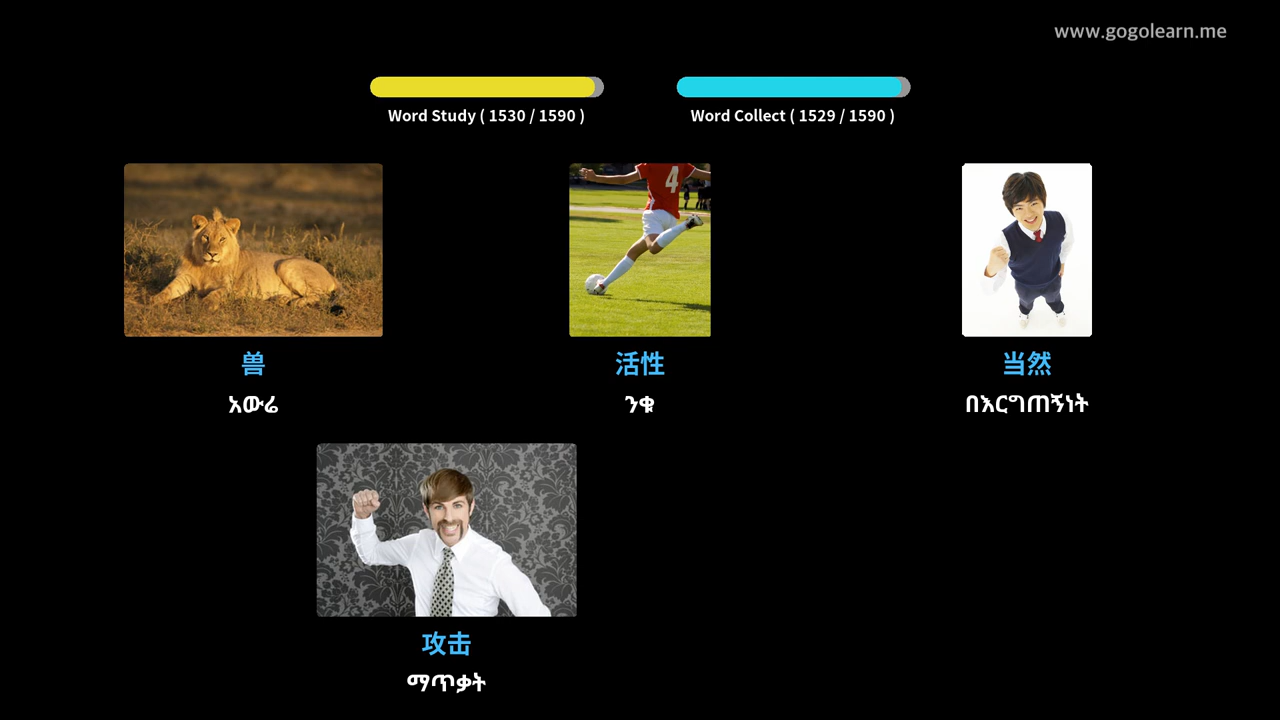 www.gogolearn.me
Word Study ( 1530 / 1590 )
Word Collect ( 1529 / 1590 )
4
兽
አውሬ
活性
ንቁ
当然
በእርግጠኝነት
攻击
ማጥቃት